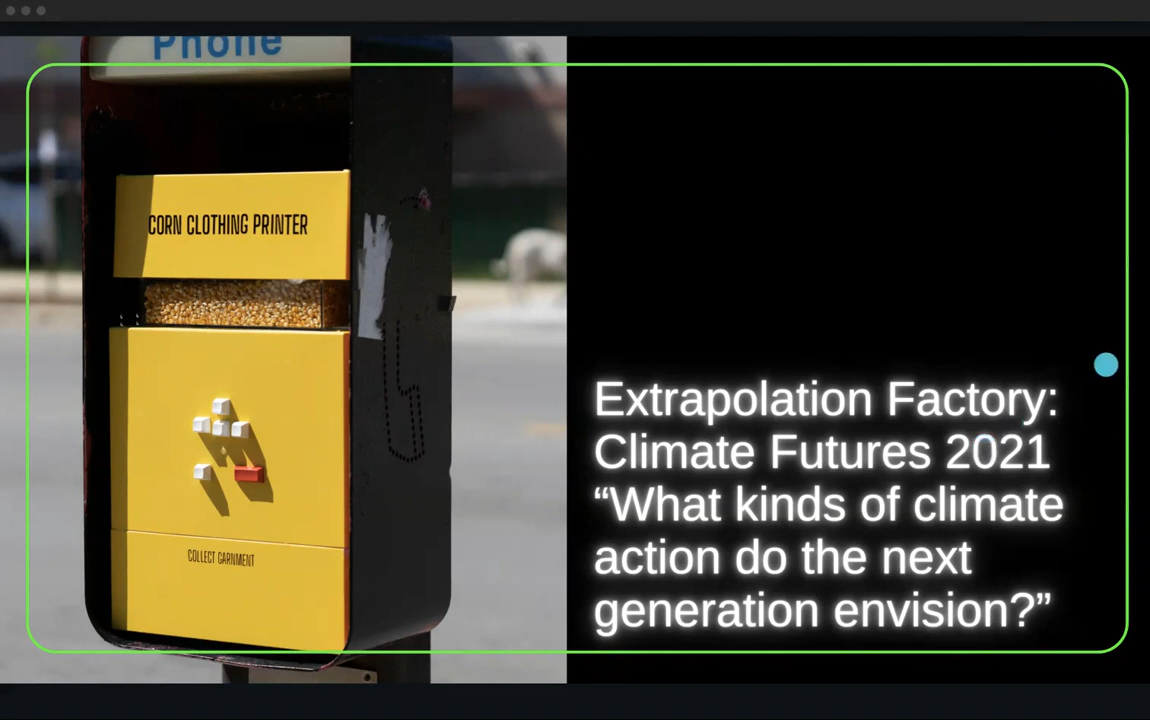 Phone
CORN CLOTHING PRINTER
COLLECT GARNMENT
Extrapolation Factory:
Climate Futures 2021
“What kinds of climate
action do the next
generation envision?”